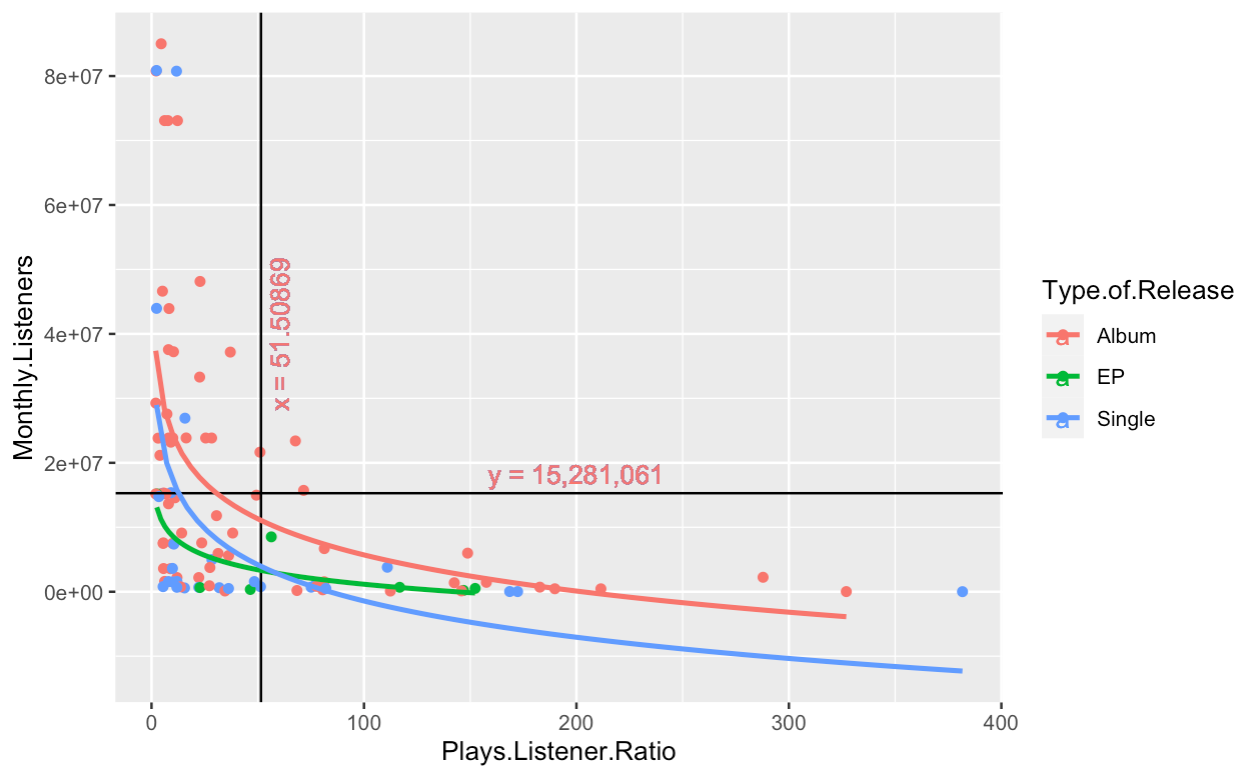 8e+07
6e+07
4e+07
2e+07
0e+00
Monthly.Listeners
x = 51.50869
y = 15,281,061
0
100
200
300
400
Plays.Listener.Ratio
Type.of.Release
a Album
a EP
a Single